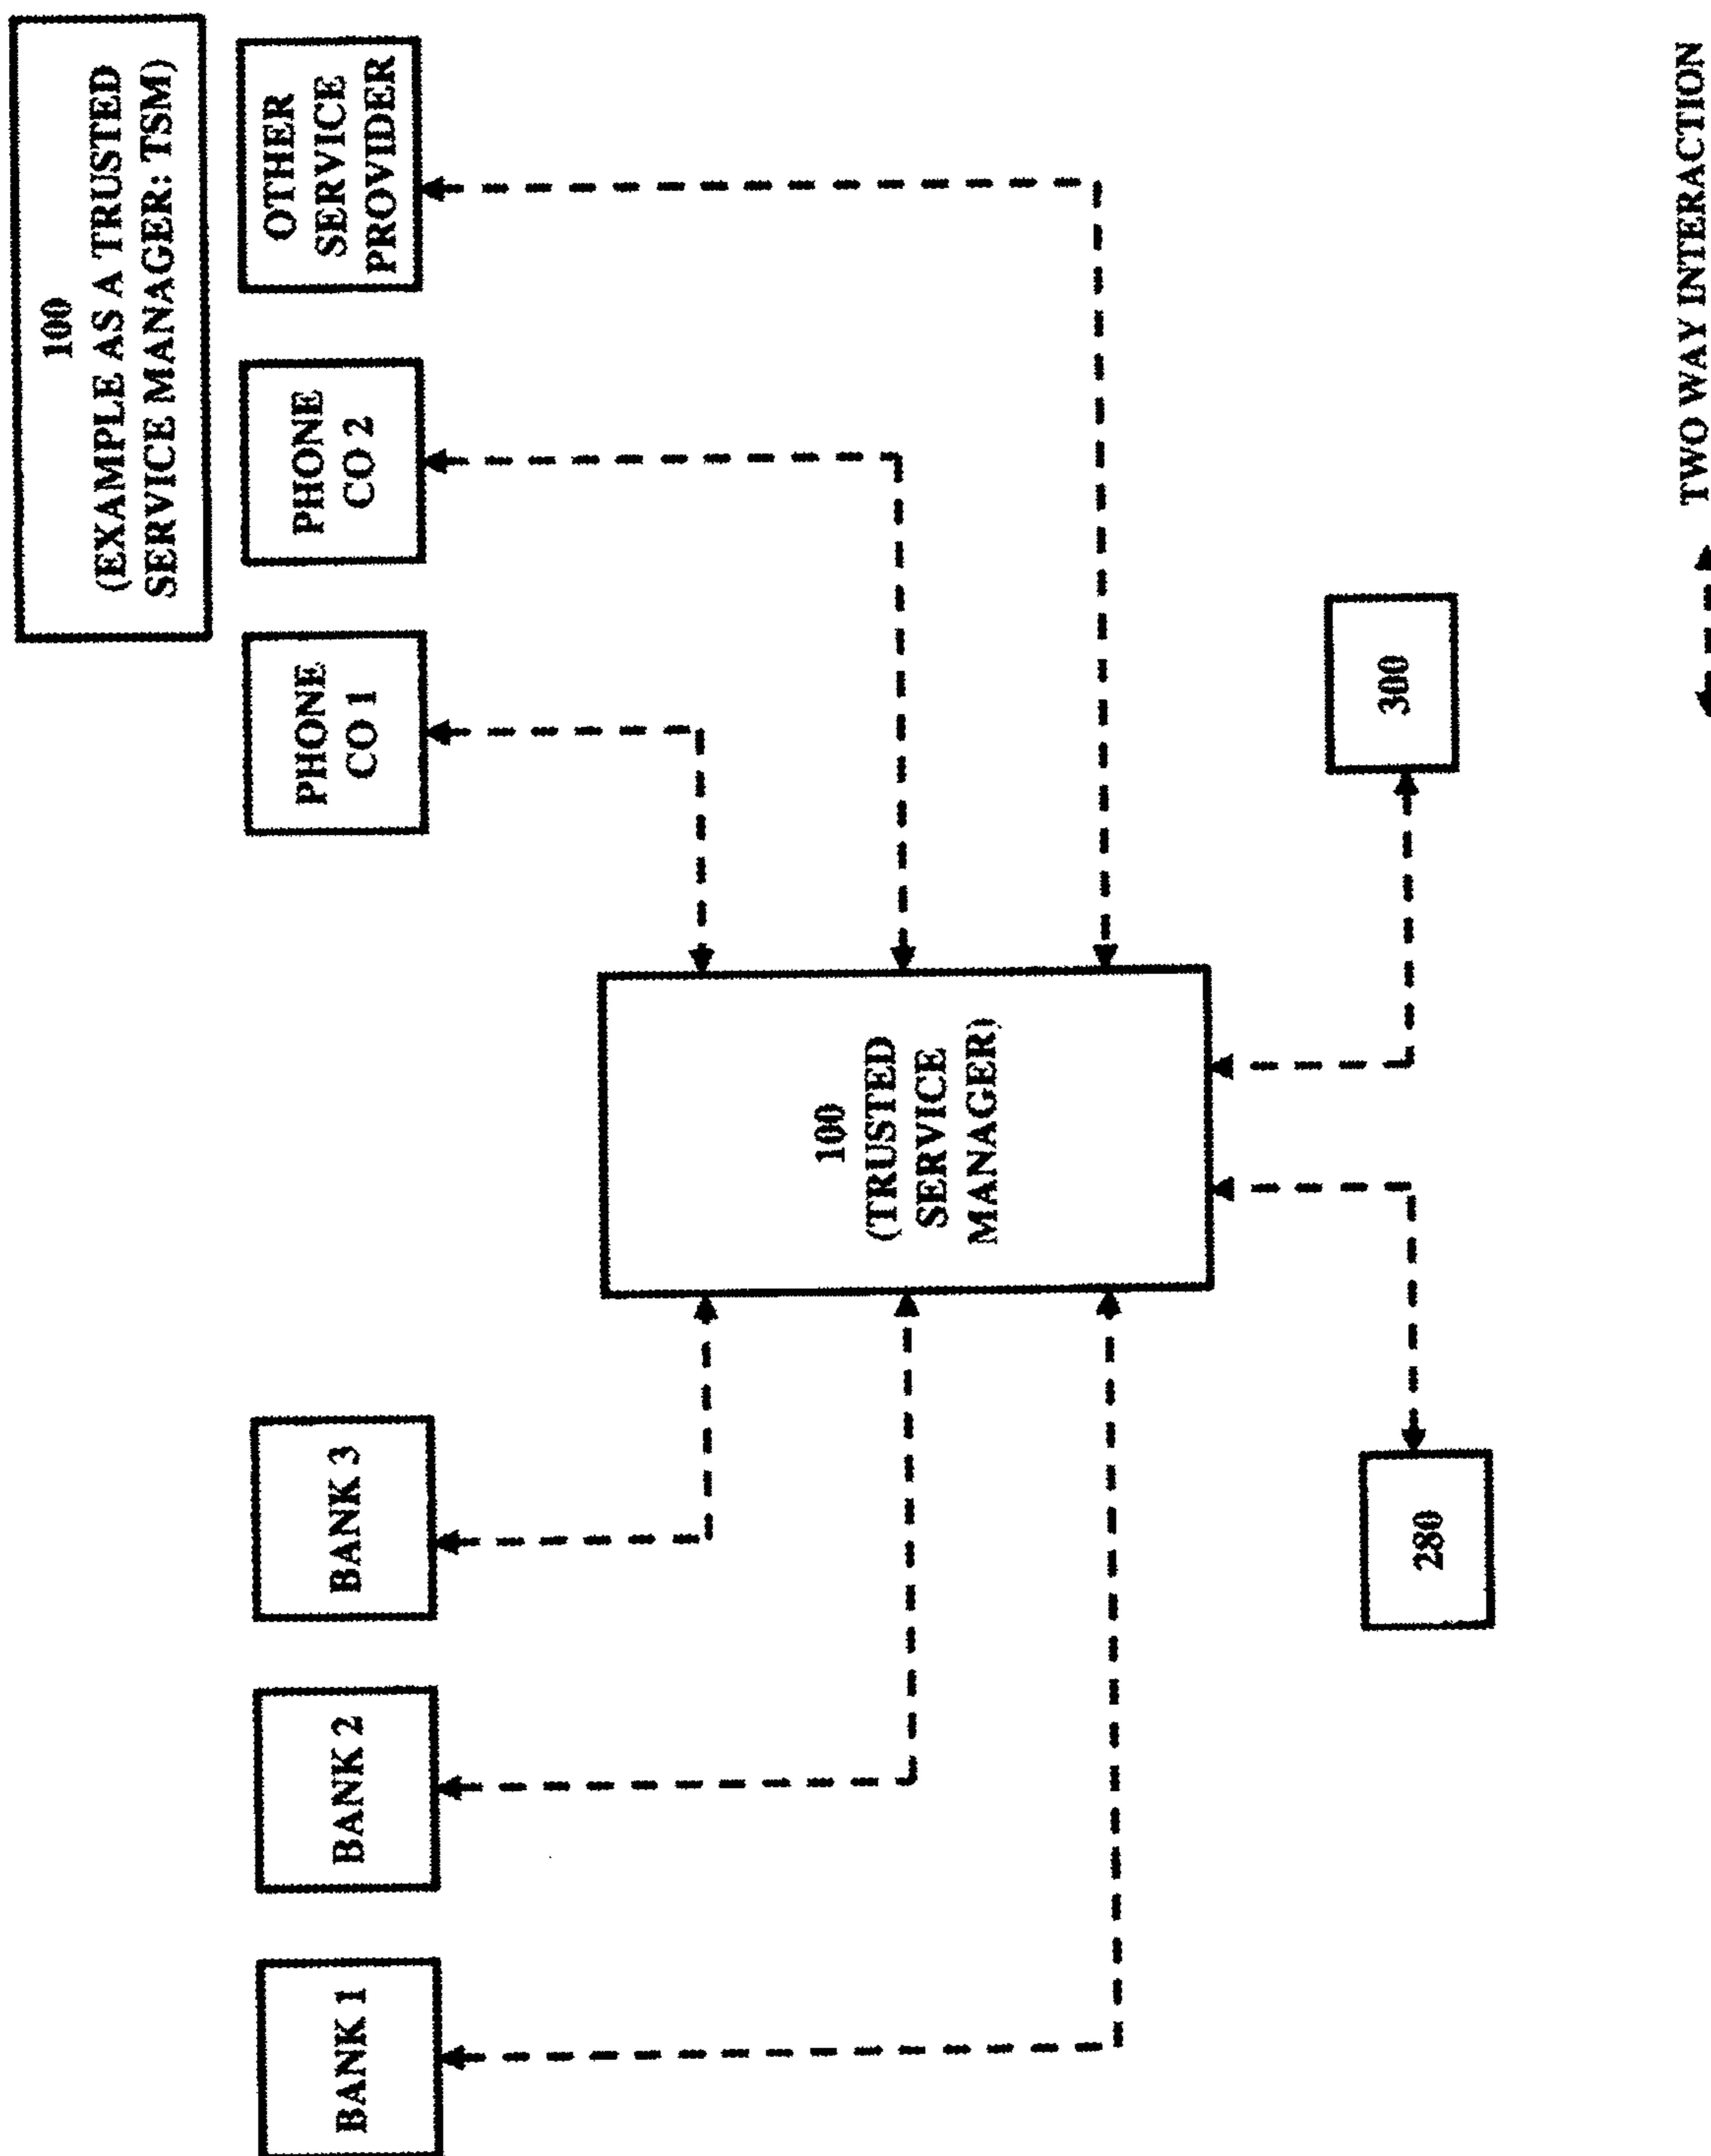 100
(EXAMPLE AS A TRUSTED
SERVICE MANAGER: TSM)
BANK 1
BANK 2
BANK 3
PHONE
CO 1
PHONE
CO 2
OTHER
SERVICE
PROVIDER
100
(TRUSTED
SERVICE
MANAGER)
280
300
TWO WAY INTERACTION